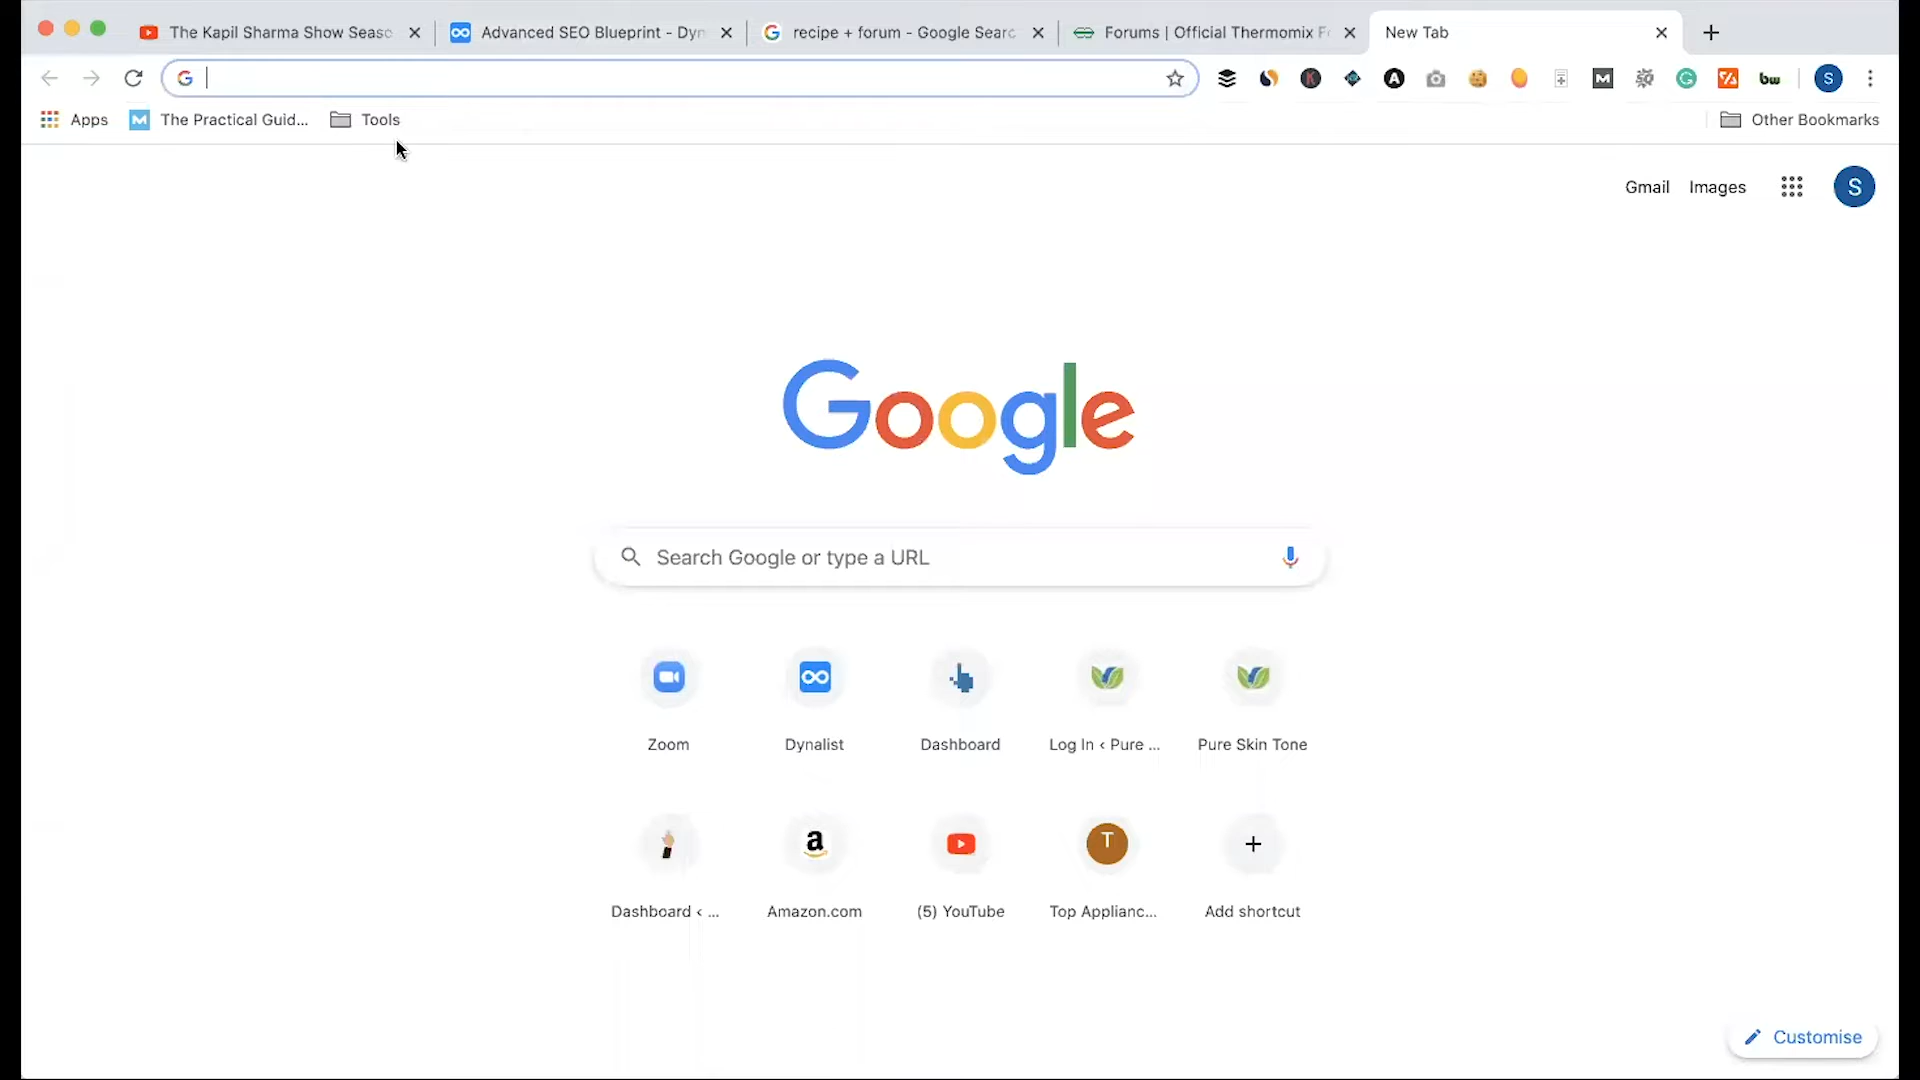 The Kapil Sharma Show Seaso
Advanced SEO Blueprint - Dyn
recipe + forum - Google Searc
Forums | Official Thermomix F
New Tab
S
Apps
The Practical Guid...
Tools
Other Bookmarks
Gmail
Images
S
Google
Search Google or type a URL
Zoom
Dynalist
Dashboard
Log In ‹ Pure ...
Pure Skin Tone
T
Dashboard ‹ ...
Amazon.com
(5) YouTube
Top Applianc...
Add shortcut
Customise